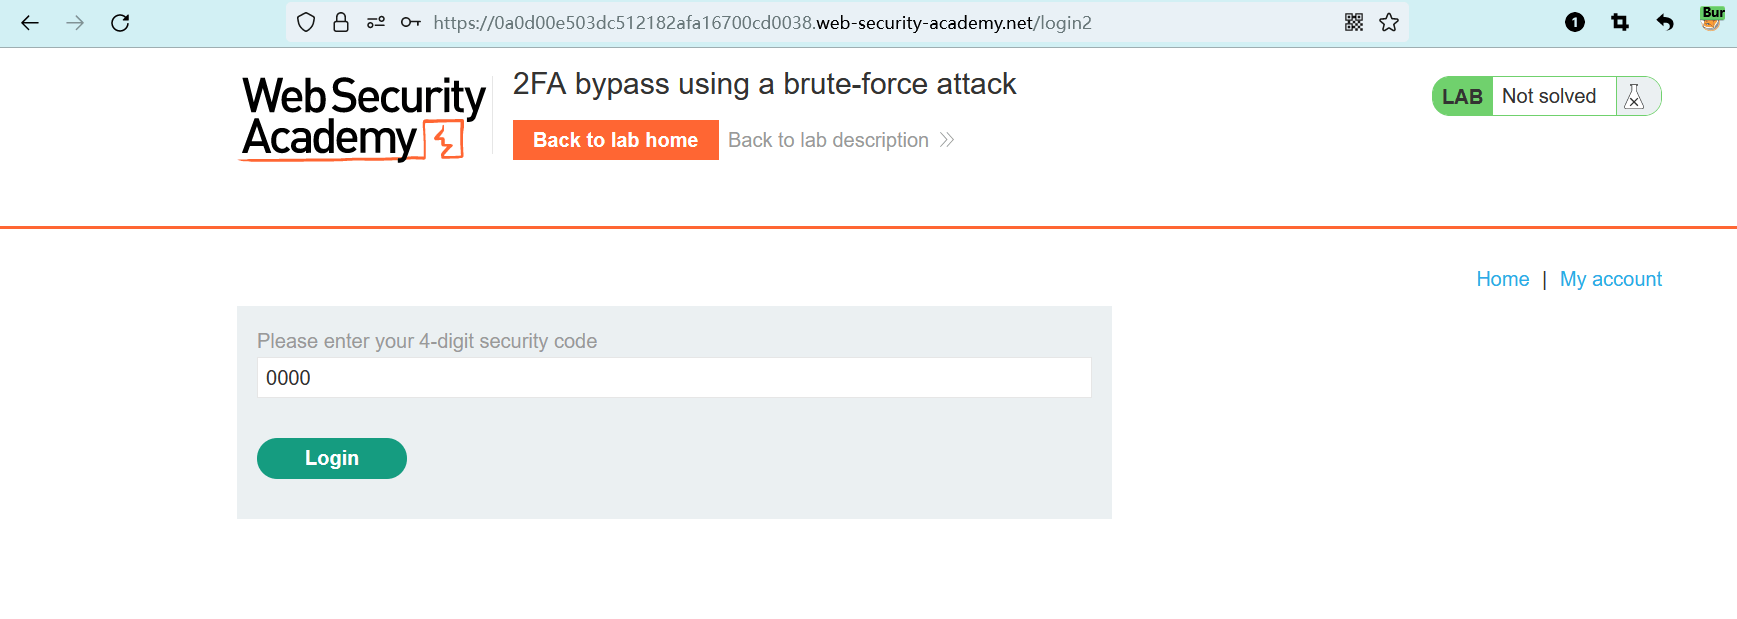 https://0a0d00e503dc512182afa16700cd0038.web-security-academy.net/login2
1
Bur
Web Security
Academy
2FA bypass using a brute-force attack
Back to lab home
Back to lab description
LAB
Not solved
Home | My account
Please enter your 4-digit security code
0000
Login